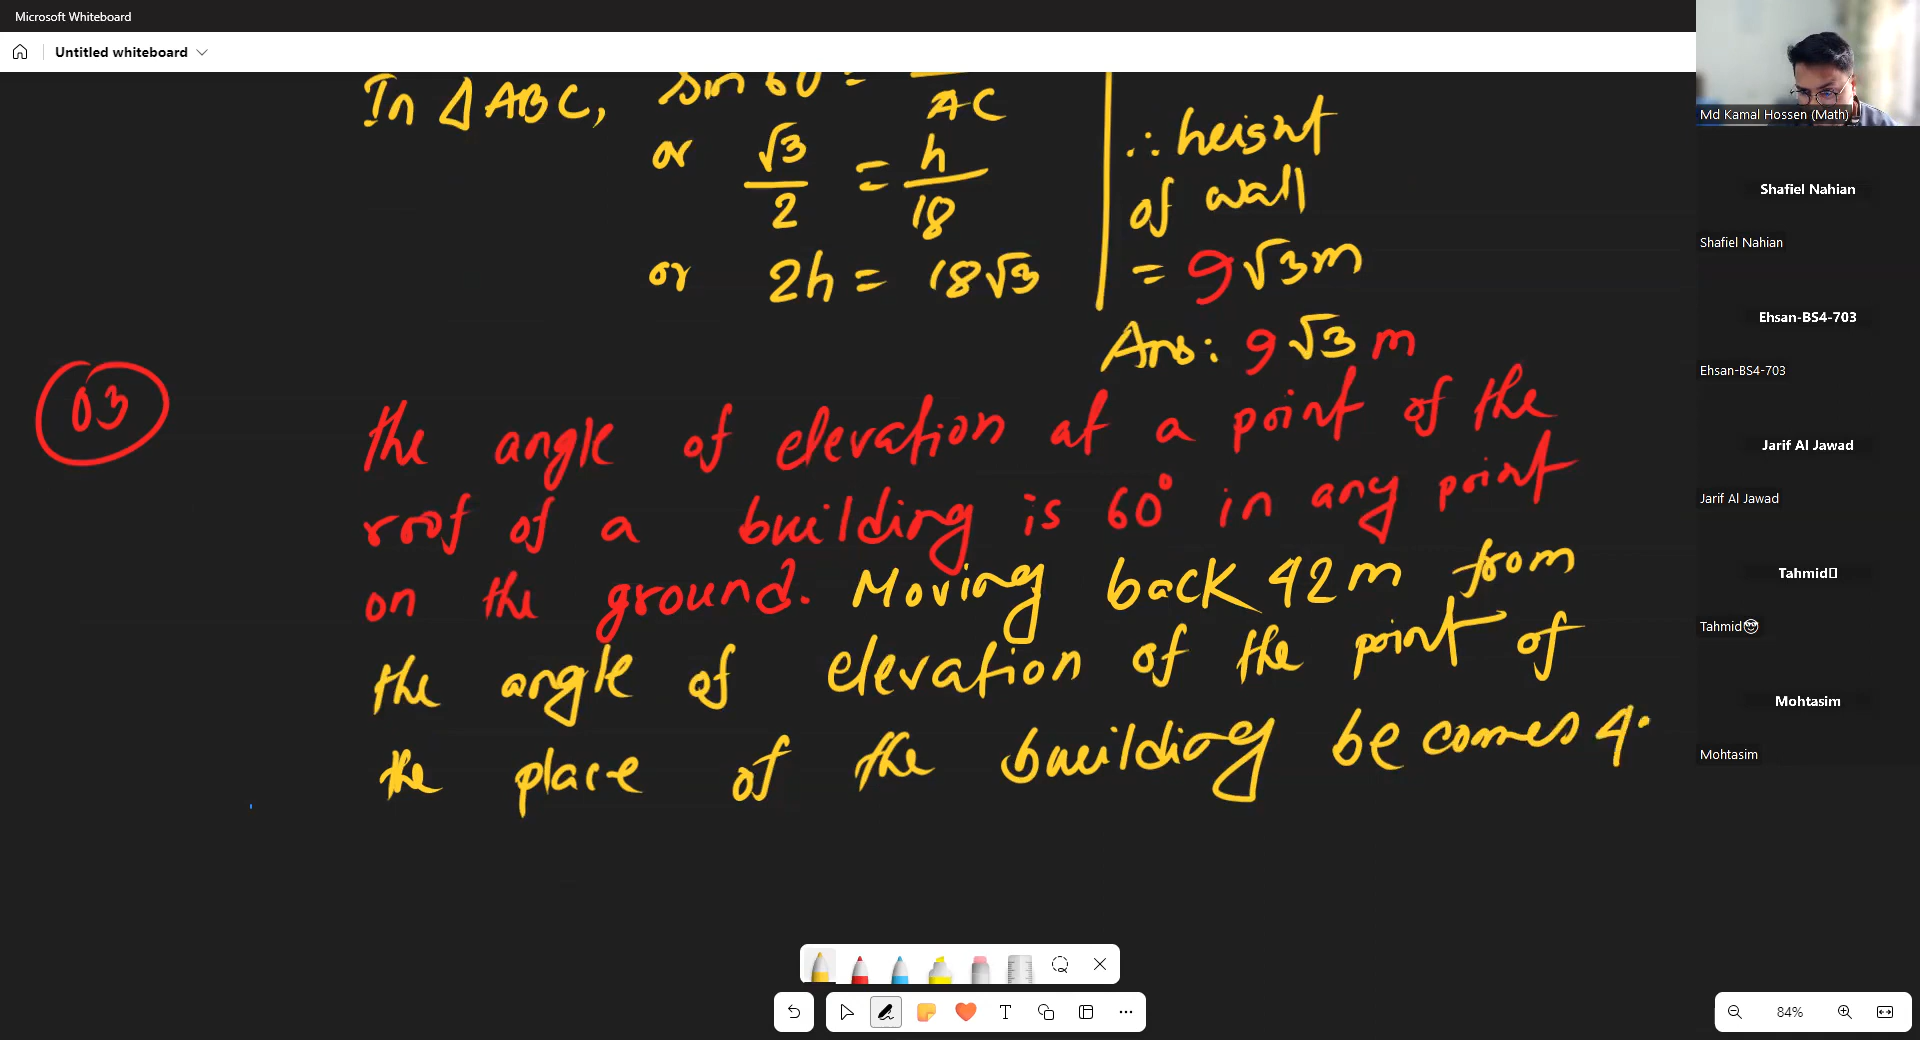 Microsoft Whiteboard
Untitled whiteboard
In △ABC, sin 60 =
AC
or √3/2 = h/18
or 2h = 18√3
∴ height
of wall
= 9√3m
Ans: 9√3 m
03
the angle of elevation at a point of the
roof of a building is 60° in any point
on the ground. Moving back 42m from
the angle of elevation of the point of
the place of the building becomes 4
Md Kamal Hossen (Math)
Shafiel Nahian
Shafiel Nahian
Ehsan-BS4-703
Ehsan-BS4-703
Jarif Al Jawad
Jarif Al Jawad
Tahmid
Tahmid🤓
Mohtasim
Mohtasim
84%